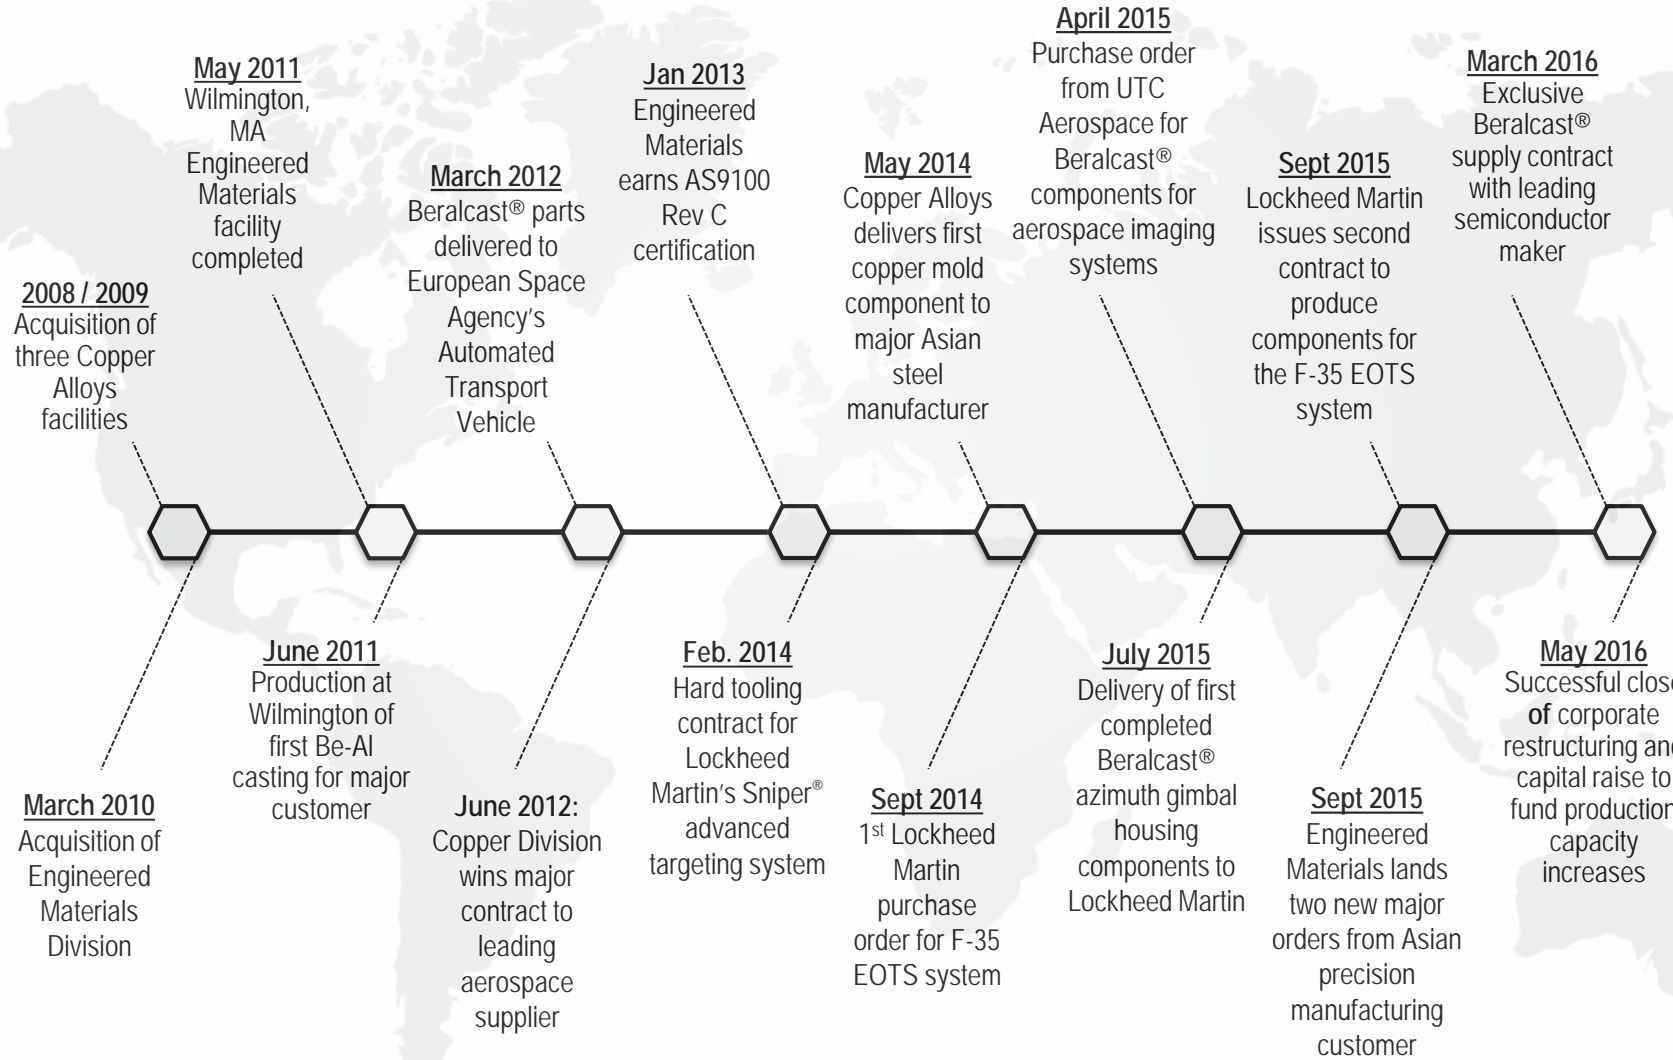 2008 / 2009
Acquisition of
three Copper
Alloys
facilities
March 2010
Acquisition of
Engineered
Materials
Division
May 2011
Wilmington,
MA
Engineered
Materials
facility
completed
June 2011
Production at
Wilmington of
first Be-Al
casting for major
customer
March 2012
Beralcast® parts
delivered to
European Space
Agency's
Automated
Transport
Vehicle
June 2012:
Copper Division
wins major
contract to
leading
aerospace
supplier
Jan 2013
Engineered
Materials
earns AS9100
Rev C
certification
Feb. 2014
Hard tooling
contract for
Lockheed
Martin's Sniper®
advanced
targeting system
May 2014
Copper Alloys
delivers first
copper mold
component to
major Asian
steel
manufacturer
Sept 2014
1st Lockheed
Martin
purchase
order for F-35
EOTS system
April 2015
Purchase order
from UTC
Aerospace for
Beralcast®
components for
aerospace imaging
systems
July 2015
Delivery of first
completed
Beralcast®
azimuth gimbal
housing
components to
Lockheed Martin
Sept 2015
Lockheed Martin
issues second
contract to
produce
components for
the F-35 EOTS
system
Sept 2015
Engineered
Materials lands
two new major
orders from Asian
precision
manufacturing
customer
March 2016
Exclusive
Beralcast®
supply contract
with leading
semiconductor
maker
May 2016
Successful close
of corporate
restructuring and
capital raise to
fund production
capacity
increases